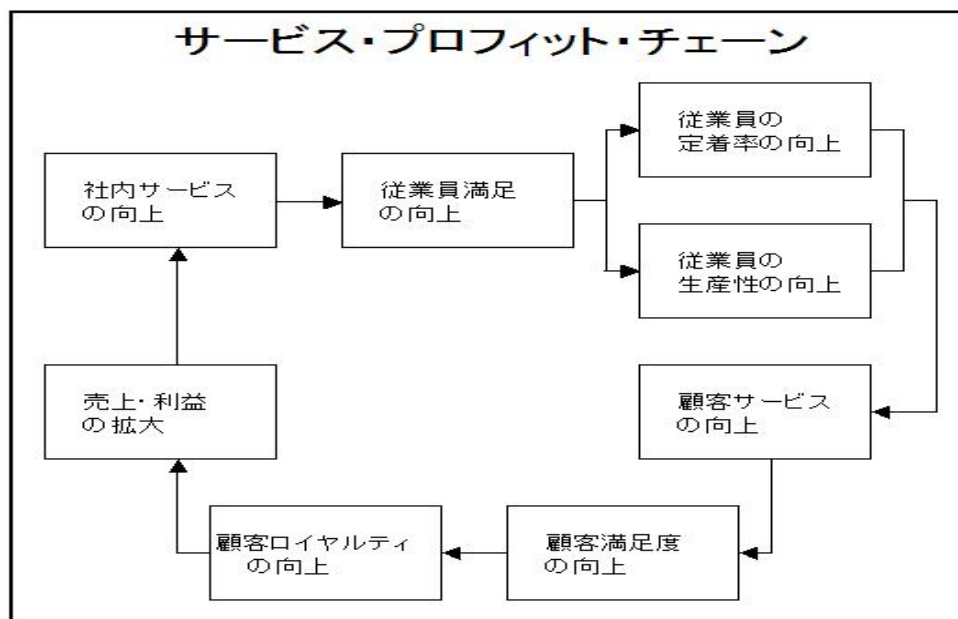 サービス・プロフィット・チェーン
従業員の
定着率の向上
社内サービス
の向上
従業員満足
の向上
従業員の
生産性の向上
売上・利益
の拡大
顧客サービス
の向上
顧客ロイヤルティ
の向上
顧客満足度
の向上